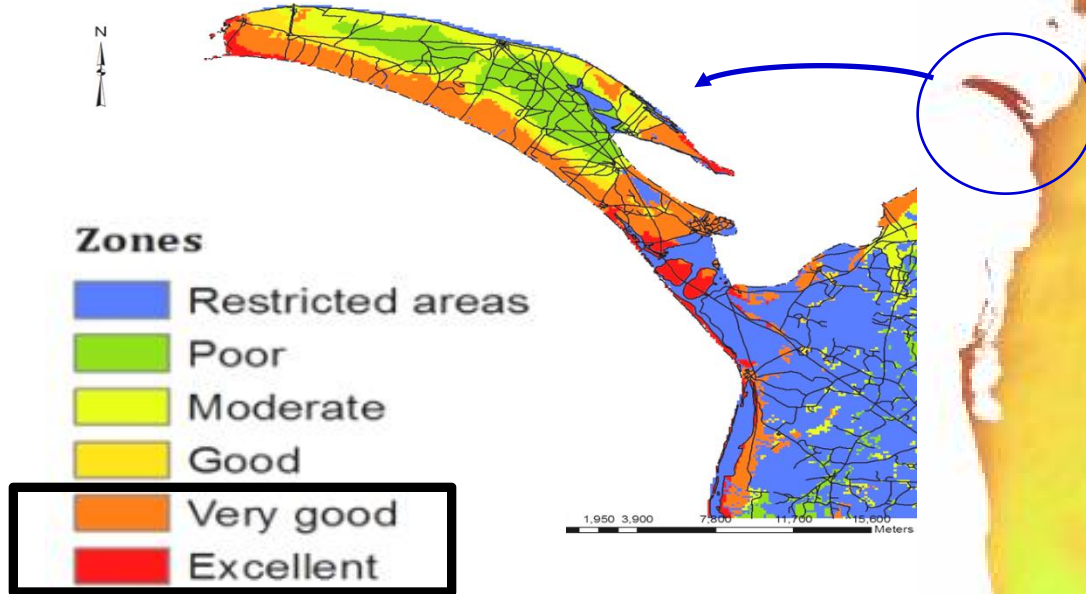 N
Zones
Restricted areas
Poor
Moderate
Good
Very good
Excellent
1,950 3,900 7,800 11,700 15,600
Meters